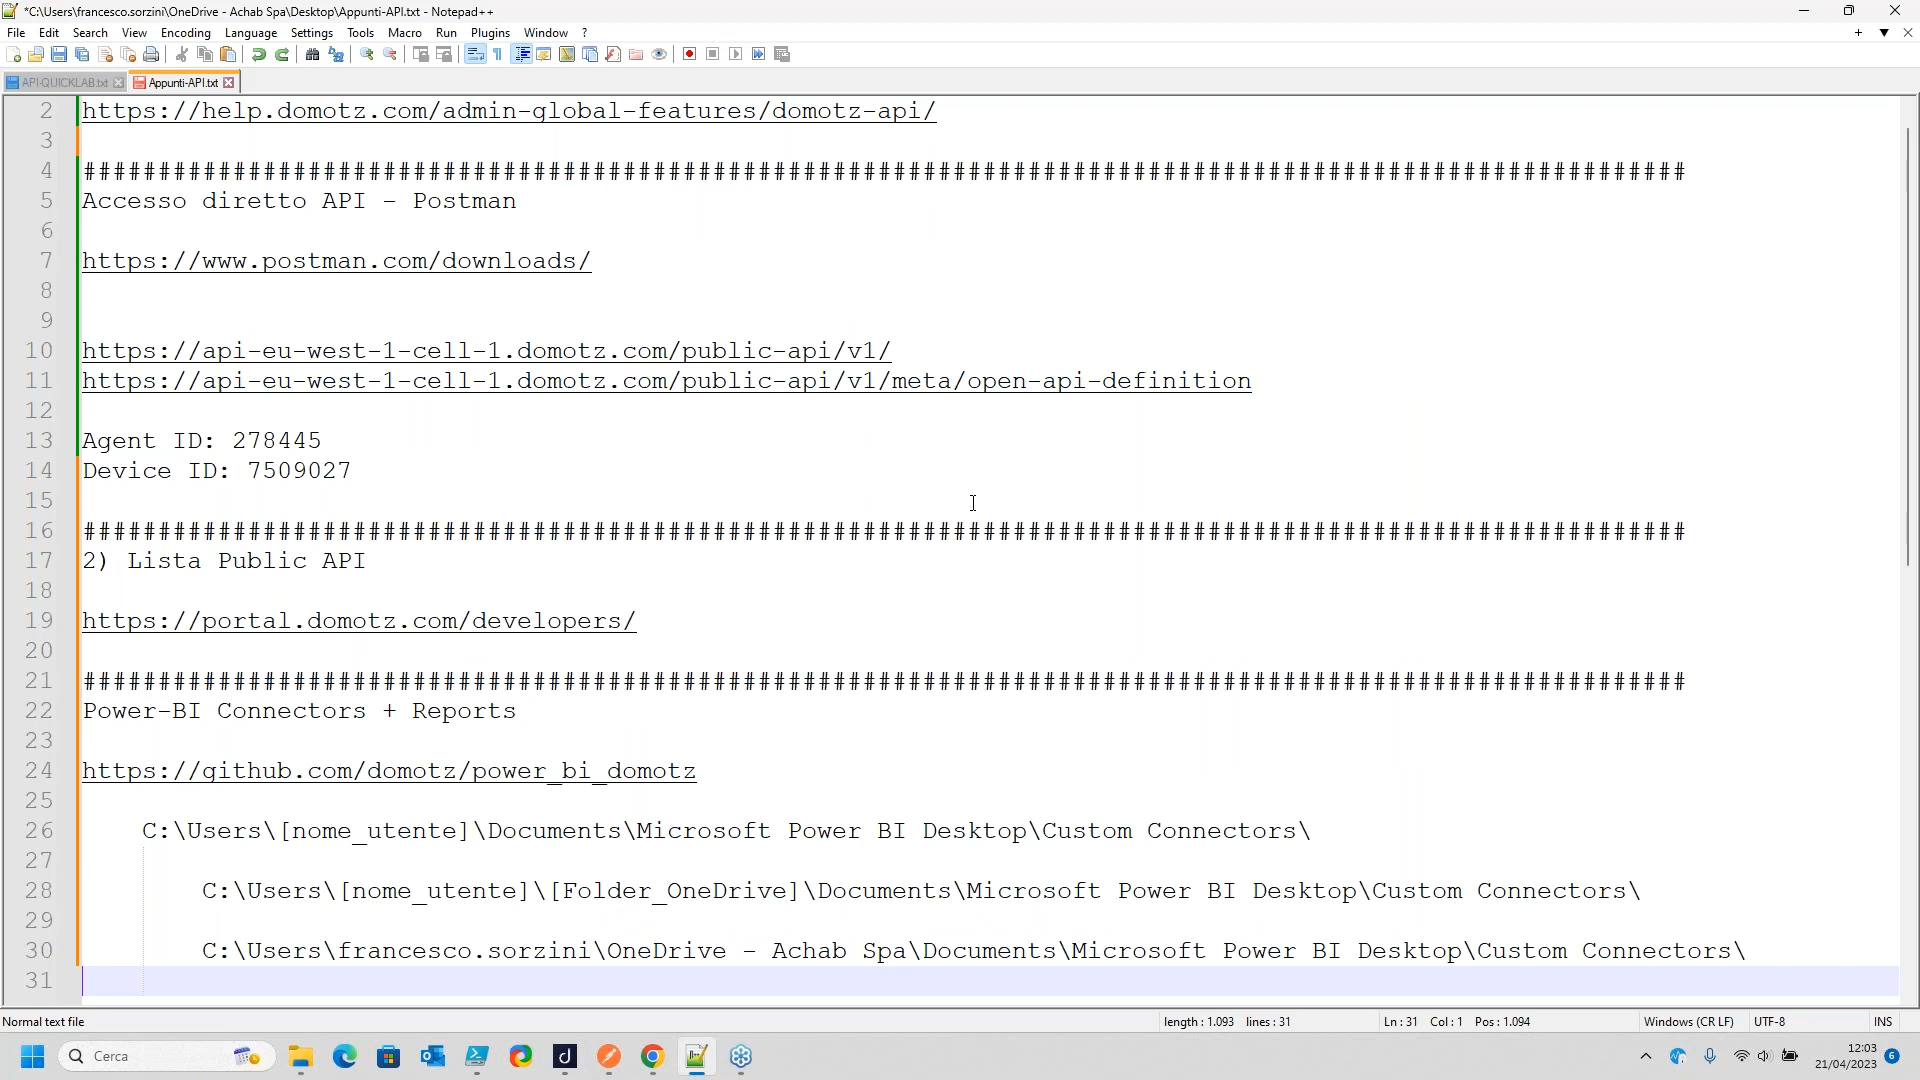 *C:\Users\francesco.sorzini\OneDrive - Achab Spa\Desktop\Appunti-API.txt - Notepad++
File Edit Search View Encoding Language Settings Tools Macro Run Plugins Window ?
API-QUICKLAB.txt Appunti-API.txt
2 https://help.domotz.com/admin-global-features/domotz-api/
3
4 ###########################################################################################################
5 Accesso diretto API - Postman
6
7 https://www.postman.com/downloads/
8
9
10 https://api-eu-west-1-cell-1.domotz.com/public-api/v1/
11 https://api-eu-west-1-cell-1.domotz.com/public-api/v1/meta/open-api-definition
12
13 Agent ID: 278445
14 Device ID: 7509027
15
16 ###########################################################################################################
17 2) Lista Public API
18
19 https://portal.domotz.com/developers/
20
21 ###########################################################################################################
22 Power-BI Connectors + Reports
23
24 https://github.com/domotz/power_bi_domotz
25
26 C:\Users\[nome_utente]\Documents\Microsoft Power BI Desktop\Custom Connectors\
27
28 C:\Users\[nome_utente]\[Folder_OneDrive]\Documents\Microsoft Power BI Desktop\Custom Connectors\
29
30 C:\Users\francesco.sorzini\OneDrive - Achab Spa\Documents\Microsoft Power BI Desktop\Custom Connectors\
31
Normal text file length : 1.093 lines : 31 Ln : 31 Col : 1 Pos : 1.094 Windows (CR LF) UTF-8 INS
Cerca 12:03
21/04/2023 6